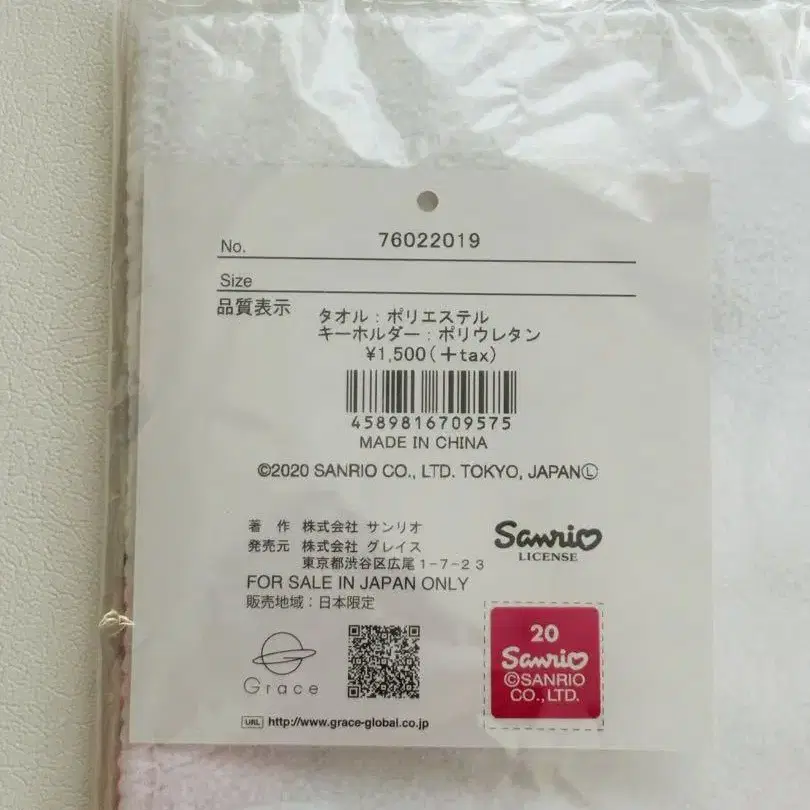 No. 76022019
Size
品質表示
タオル：ポリエステル
キーホルダー：ポリウレタン
¥1,500(+tax)
4589816709575
MADE IN CHINA
©2020 SANRIO CO., LTD. TOKYO, JAPANⓁ
著 作 株式会社 サンリオ
発売元 株式会社 グレイス
東京都渋谷区広尾1-7-23
Sanrio
LICENSE
FOR SALE IN JAPAN ONLY
販売地域：日本限定
Grace
20
Sanrio
©SANRIO
CO.,LTD.
URL http://www.grace-global.co.jp